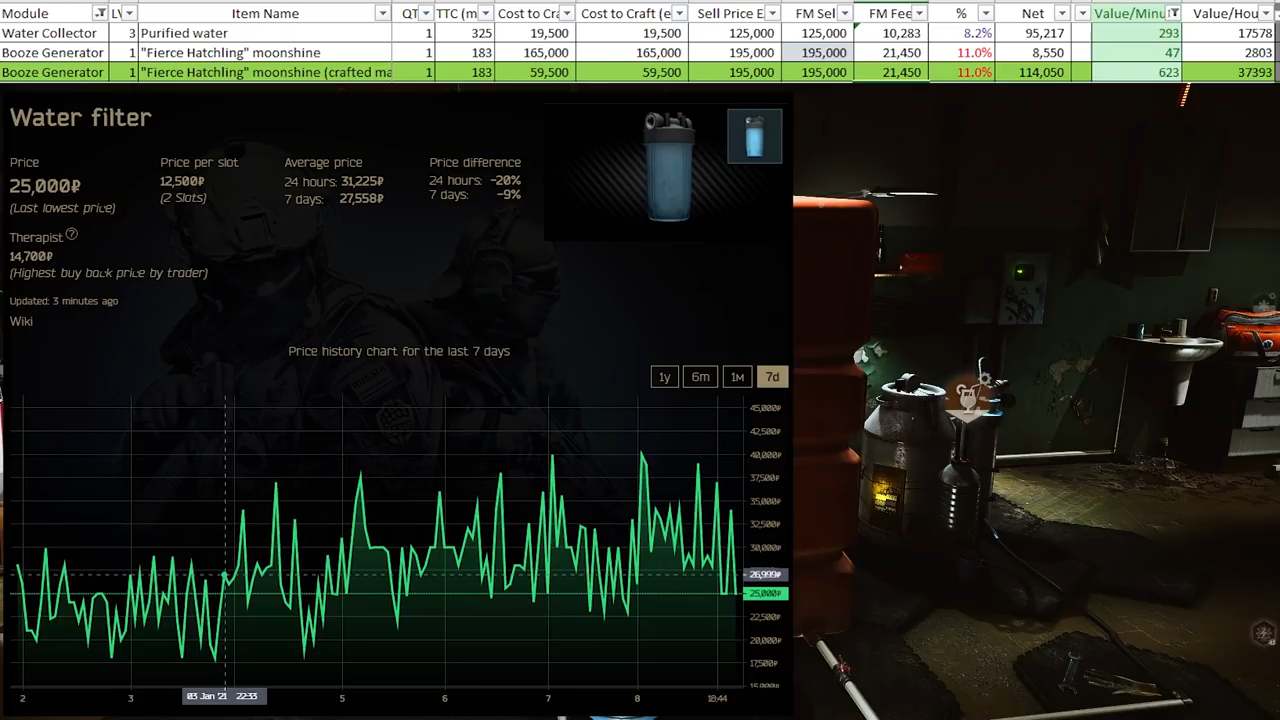 Module LV Item Name QT TTC (m Cost to Cra Cost to Craft (e Sell Price E FM Sel FM Fee % Net Value/Minu Value/Hou
Water Collector 3 Purified water 1 325 19,500 19,500 125,000 125,000 10,283 8.2% 95,217 293 17578
Booze Generator 1 "Fierce Hatchling" moonshine 1 183 165,000 165,000 195,000 195,000 21,450 11.0% 8,550 47 2803
Booze Generator 1 "Fierce Hatchling" moonshine (crafted ma 1 183 59,500 59,500 195,000 195,000 21,450 11.0% 114,050 623 37393
Water filter
Price Price per slot Average price Price difference
25,000₽ 12,500₽ 24 hours: 31,225₽ 24 hours: -20%
(Last lowest price) (2 Slots) 7 days: 27,558₽ 7 days: -9%
Therapist ?
14,700₽
(Highest buy back price by trader)
Updated: 3 minutes ago
Wiki
Price history chart for the last 7 days
1y 6m 1м 7d
45,000₽
42,500₽
40,000₽
37,500₽
35,000₽
32,500₽
30,000₽
26,999₽
25,000₽
22,500₽
20,000₽
17,500₽
15,000₽
2 3 03 Jan '21 22:33 5 6 7 8 18:44